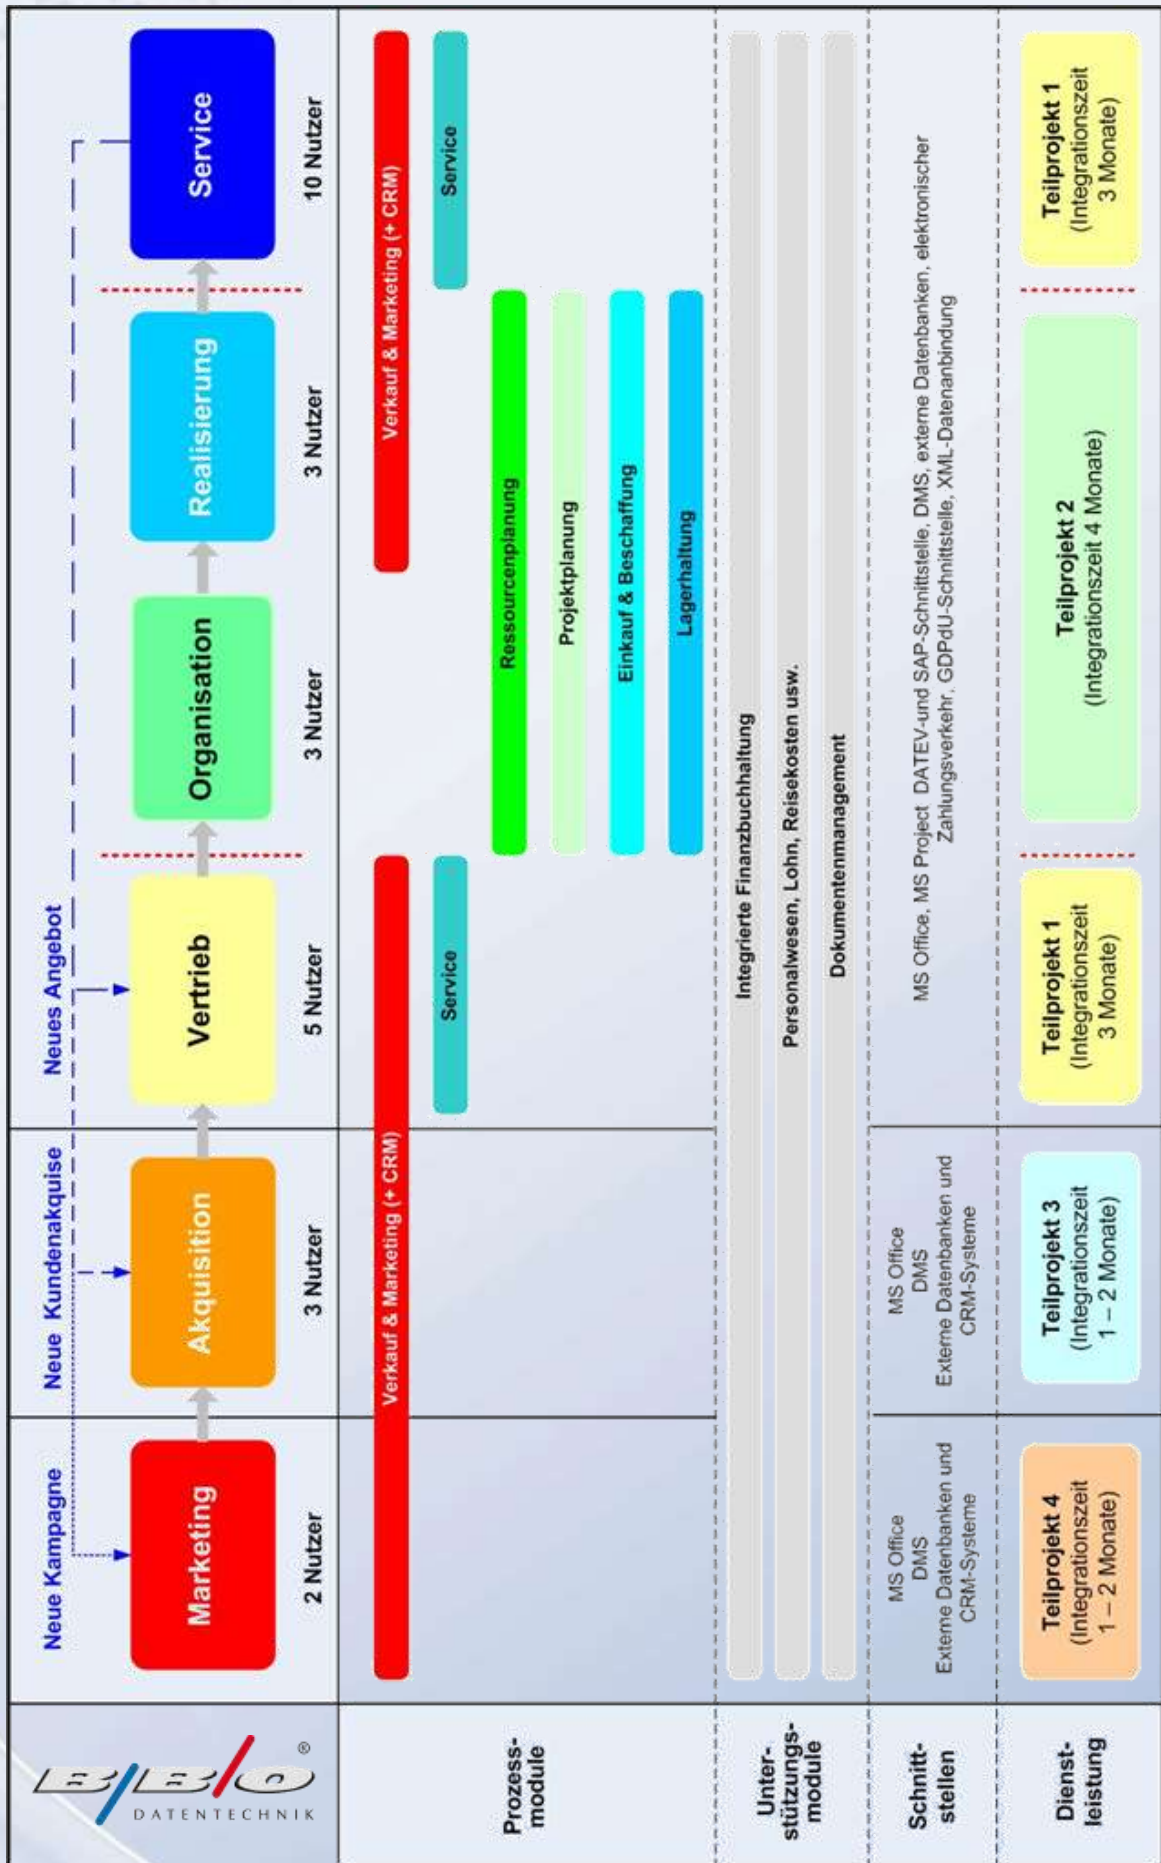 BBO
®
DATENTECHNIK
Neue Kampagne
Neue Kundenakquise
Neues Angebot
Marketing
Akquisition
Vertrieb
Organisation
Realisierung
Service
2 Nutzer
3 Nutzer
5 Nutzer
3 Nutzer
3 Nutzer
10 Nutzer
Prozess-
module
Verkauf & Marketing (+ CRM)
Verkauf & Marketing (+ CRM)
Service
Service
Ressourcenplanung
Projektplanung
Einkauf & Beschaffung
Lagerhaltung
Unter-
stützungs-
module
Integrierte Finanzbuchhaltung
Personalwesen, Lohn, Reisekosten usw.
Dokumentenmanagement
Schnitt-
stellen
MS Office
DMS
Externe Datenbanken und
CRM-Systeme
MS Office
DMS
Externe Datenbanken und
CRM-Systeme
MS Office, MS Project DATEV-und SAP-Schnittstelle, DMS, externe Datenbanken, elektronischer
Zahlungsverkehr, GDPdU-Schnittstelle, XML-Datenanbindung
Dienst-
leistung
Teilprojekt 4
(Integrationszeit
1 – 2 Monate)
Teilprojekt 3
(Integrationszeit
1 – 2 Monate)
Teilprojekt 1
(Integrationszeit
3 Monate)
Teilprojekt 2
(Integrationszeit 4 Monate)
Teilprojekt 1
(Integrationszeit
3 Monate)